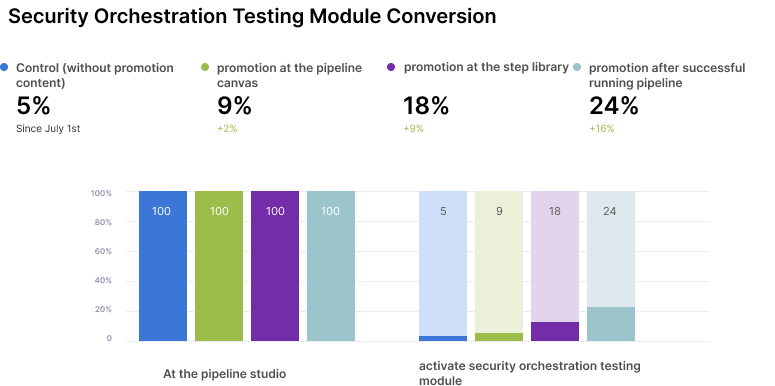 Security Orchestration Testing Module Conversion
Control (without promotion
content)
5%
Since July 1st
promotion at the pipeline
canvas
9%
+2%
promotion at the step library
18%
+9%
promotion after successful
running pipeline
24%
+16%
100%
80%
60%
40%
20%
0
100 100 100 100
5 9 18 24
At the pipeline studio
activate security orchestration testing
module